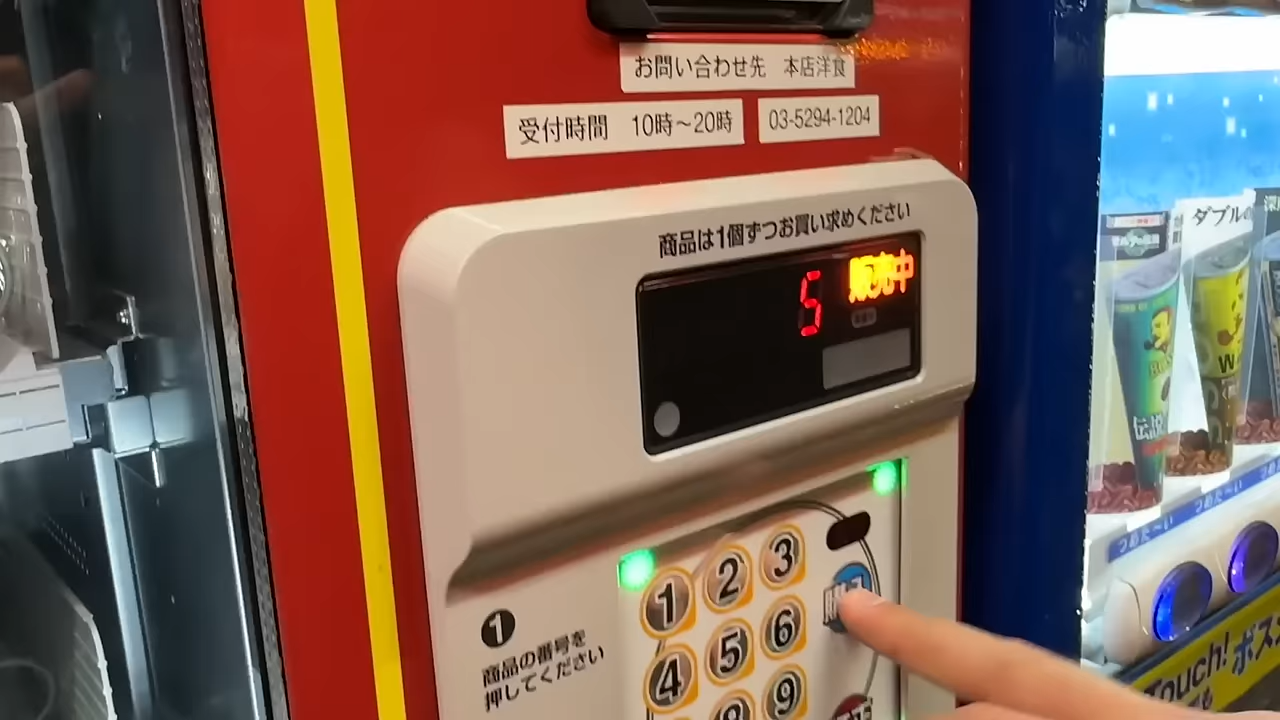 お問い合わせ先 本店洋食
受付時間 10時〜20時
03-5294-1204
商品は1個ずつお買い求めください
5 販売中
1 2 3
4 5 6
8 9
1
商品の番号を
押してください
ダブルの
伝説
W
つめた〜い つめた〜い
Touch! ボス